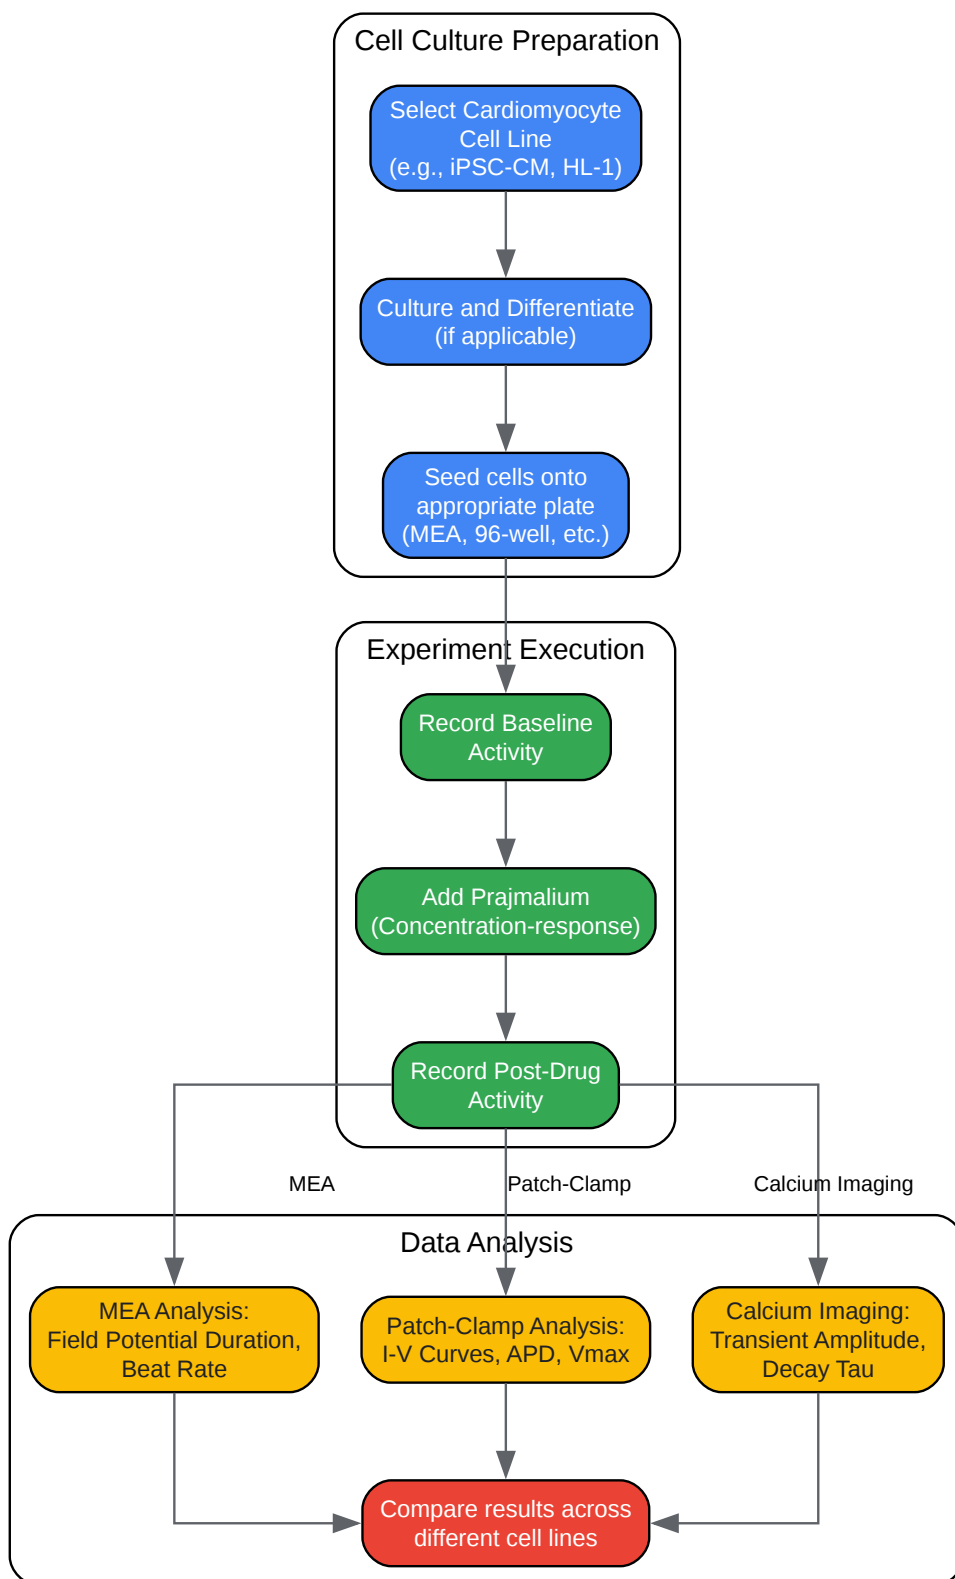 Cell Culture Preparation
Select Cardiomyocyte
Cell Line
(e.g., iPSC-CM, HL-1)
Culture and Differentiate
(if applicable)
Seed cells onto
appropriate plate
(MEA, 96-well, etc.)
Experiment Execution
Record Baseline
Activity
Add Prajmalium
(Concentration-response)
Record Post-Drug
Activity
MEA
Patch-Clamp
Calcium Imaging
Data Analysis
MEA Analysis:
Field Potential Duration,
Beat Rate
Patch-Clamp Analysis:
I-V Curves, APD, Vmax
Calcium Imaging:
Transient Amplitude,
Decay Tau
Compare results across
different cell lines